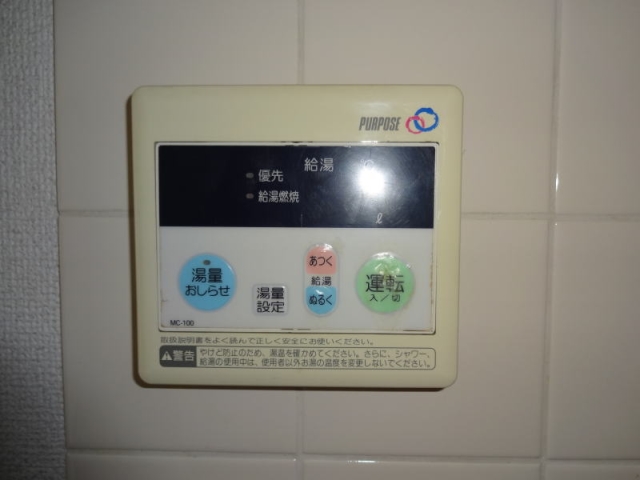 PURPOSE
給湯
優先
給湯燃焼
ℓ
湯量
おしらせ
湯量
設定
あつく
給湯
ぬるく
運転
入／切
MC-100
取扱説明書をよく読んで正しく安全にお使いください。
警告
やけど防止のため、湯温を確かめてください。さらに、シャワー、
給湯の使用中は、使用者以外お湯の温度を変更しないでください。